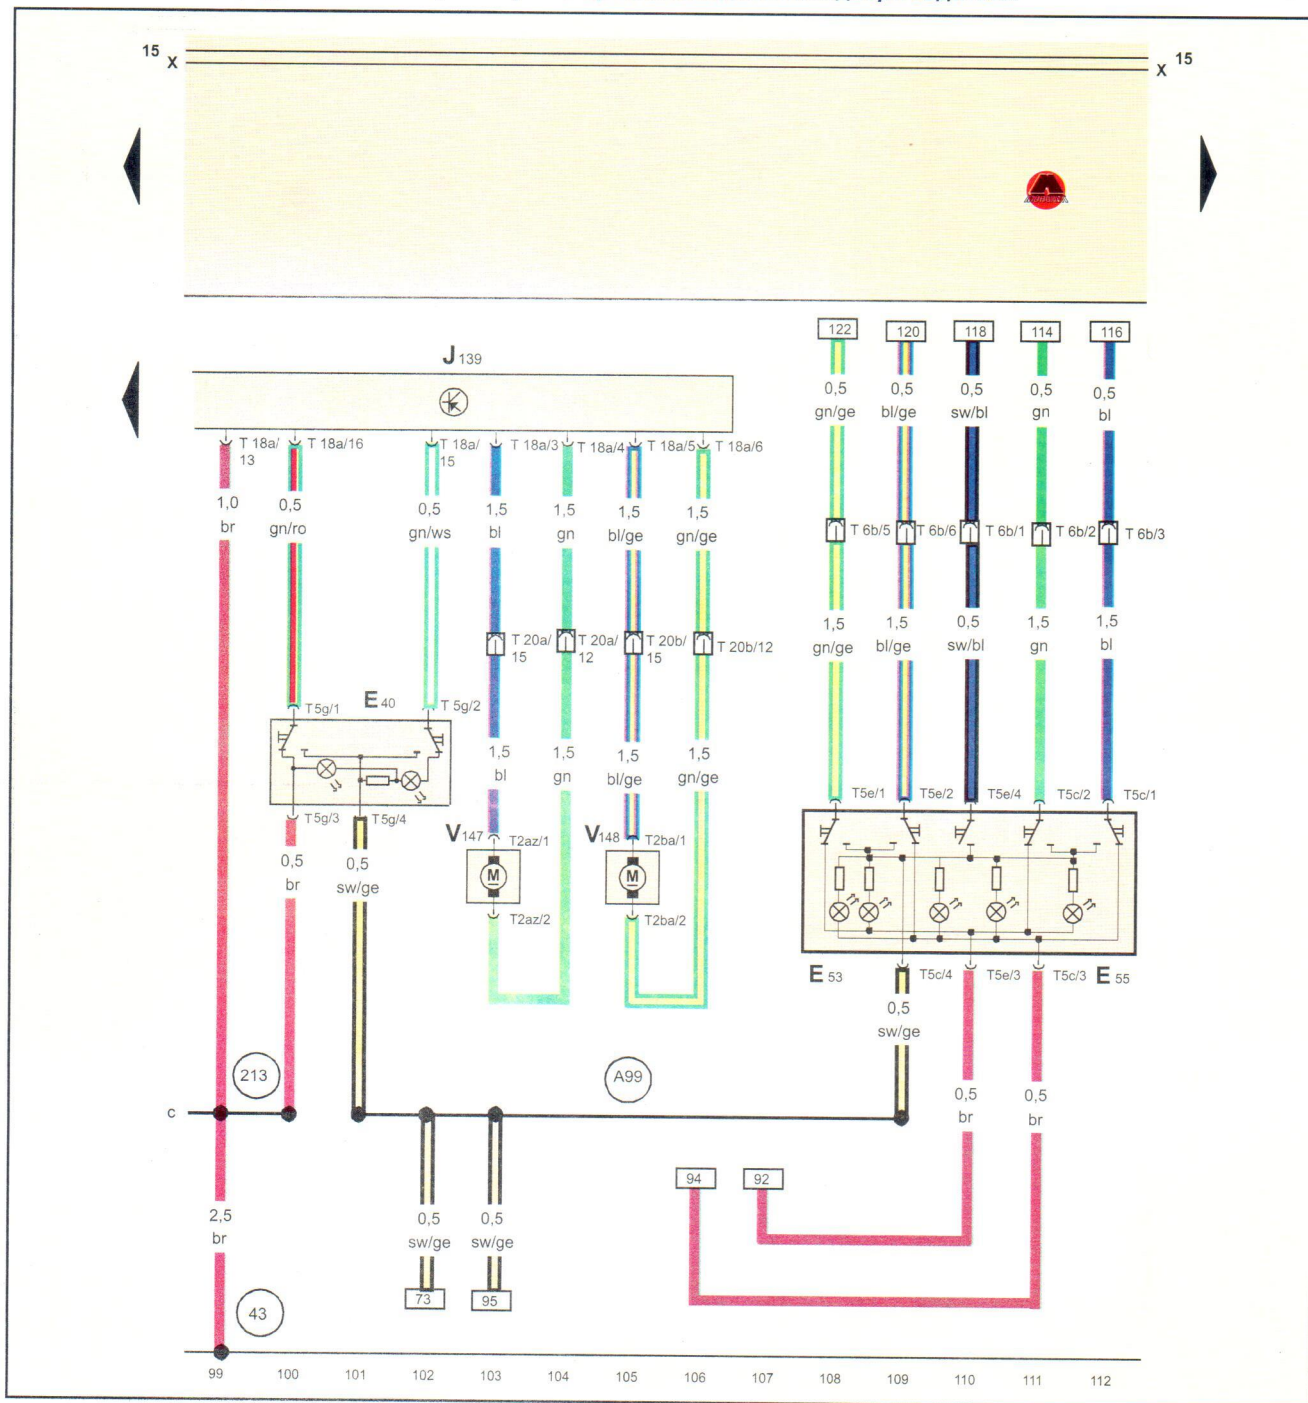 15
X
X 15
122 120 118 114 116
J 139
0,5 0,5 0,5 0,5 0,5
gn/ge bl/ge sw/bl gn bl
T 18a/ 13
T 18a/16
T 18a/ 15
T 18a/3
T 18a/4
T 18a/5
T 18a/6
1,0 0,5 0,5 1,5 1,5 1,5 1,5
br gn/ro gn/ws bl gn bl/ge gn/ge
T 6b/5 T 6b/6 T 6b/1 T 6b/2 T 6b/3
1,5 1,5 0,5 1,5 1,5
gn/ge bl/ge sw/bl gn bl
T 20a/ 15
T 20a/ 12
T 20b/ 15
T 20b/12
T5g/1 E 40 T 5g/2
1,5 1,5 1,5 1,5
bl gn bl/ge gn/ge
T5e/1 T5e/2 T5e/4 T5c/2 T5c/1
T5g/3 T5g/4
V 147 T2az/1 V 148 T2ba/1
0,5 0,5
br sw/ge
M M
T2az/2 T2ba/2
E 53 T5c/4 T5e/3 T5c/3 E 55
0,5
sw/ge
213 A99
c
0,5 0,5
br br
94 92
2,5 0,5 0,5
br sw/ge sw/ge
73 95
43
99 100 101 102 103 104 105 106 107 108 109 110 111 112